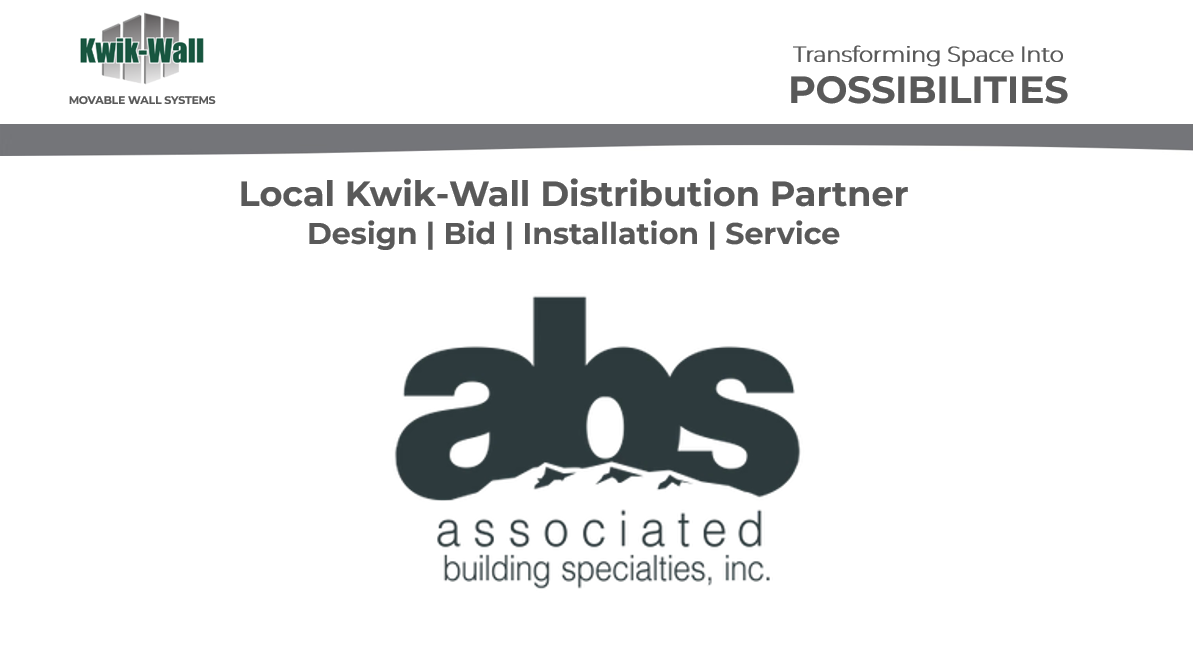 Kwik-Wall
MOVABLE WALL SYSTEMS
Transforming Space Into
POSSIBILITIES
Local Kwik-Wall Distribution Partner
Design | Bid | Installation | Service
abs
associated
building specialties, inc.